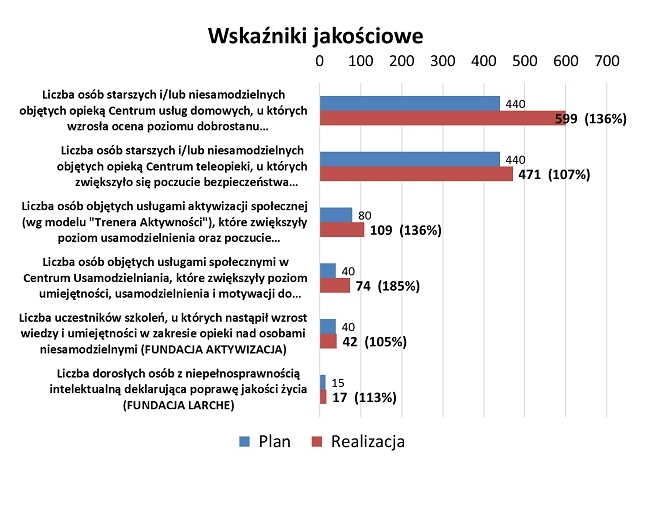 Wskaźniki jakościowe
0 100 200 300 400 500 600 700
Liczba osób starszych i/lub niesamodzielnych
objętych opieką Centrum usług domowych, u których
wzrosła ocena poziomu dobrostanu...
440
599 (136%)
Liczba osób starszych i/lub niesamodzielnych
objętych opieką Centrum teleopieki, u których
zwiększyło się poczucie bezpieczeństwa...
440
471 (107%)
Liczba osób objętych usługami aktywizacji społecznej
(wg modelu "Trenera Aktywności"), które zwiększyły
poziom usamodzielnienia oraz poczucie...
80
109 (136%)
Liczba osób objętych usługami społecznymi w
Centrum Usamodzielniania, które zwiększyły poziom
umiejętności, usamodzielnienia i motywacji do...
40
74 (185%)
Liczba uczestników szkoleń, u których nastąpił wzrost
wiedzy i umiejętności w zakresie opieki nad osobami
niesamodzielnymi (FUNDACJA AKTYWIZACJA)
40
42 (105%)
Liczba dorosłych osób z niepełnosprawnością
intelektualną deklarująca poprawę jakości życia
(FUNDACJA LARCHE)
15
17 (113%)
Plan Realizacja